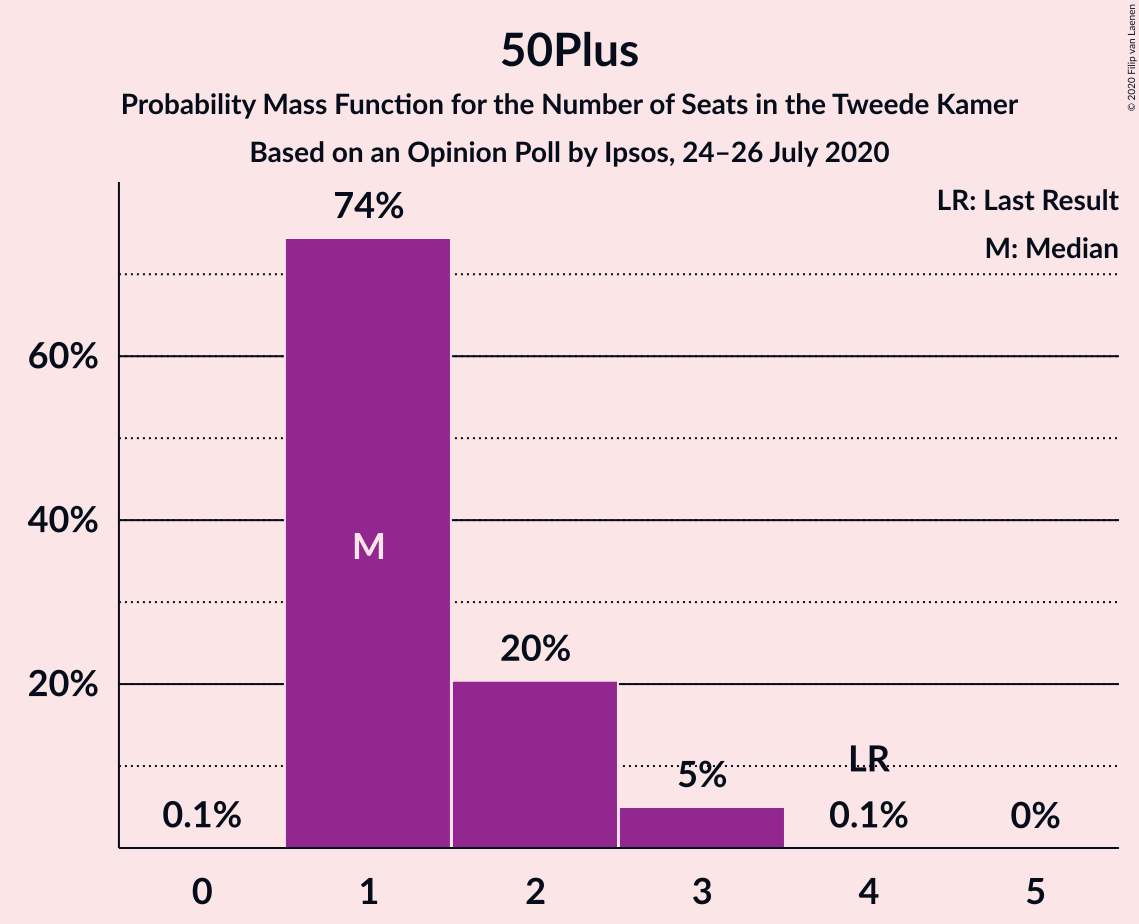 50Plus
Probability Mass Function for the Number of Seats in the Tweede Kamer
Based on an Opinion Poll by Ipsos, 24–26 July 2020
© 2020 Filip van Laenen
LR: Last Result
M: Median
74%
60%
40%
M
20%
20%
LR
5%
0.1%
0.1%
0%
0 1 2 3 4 5